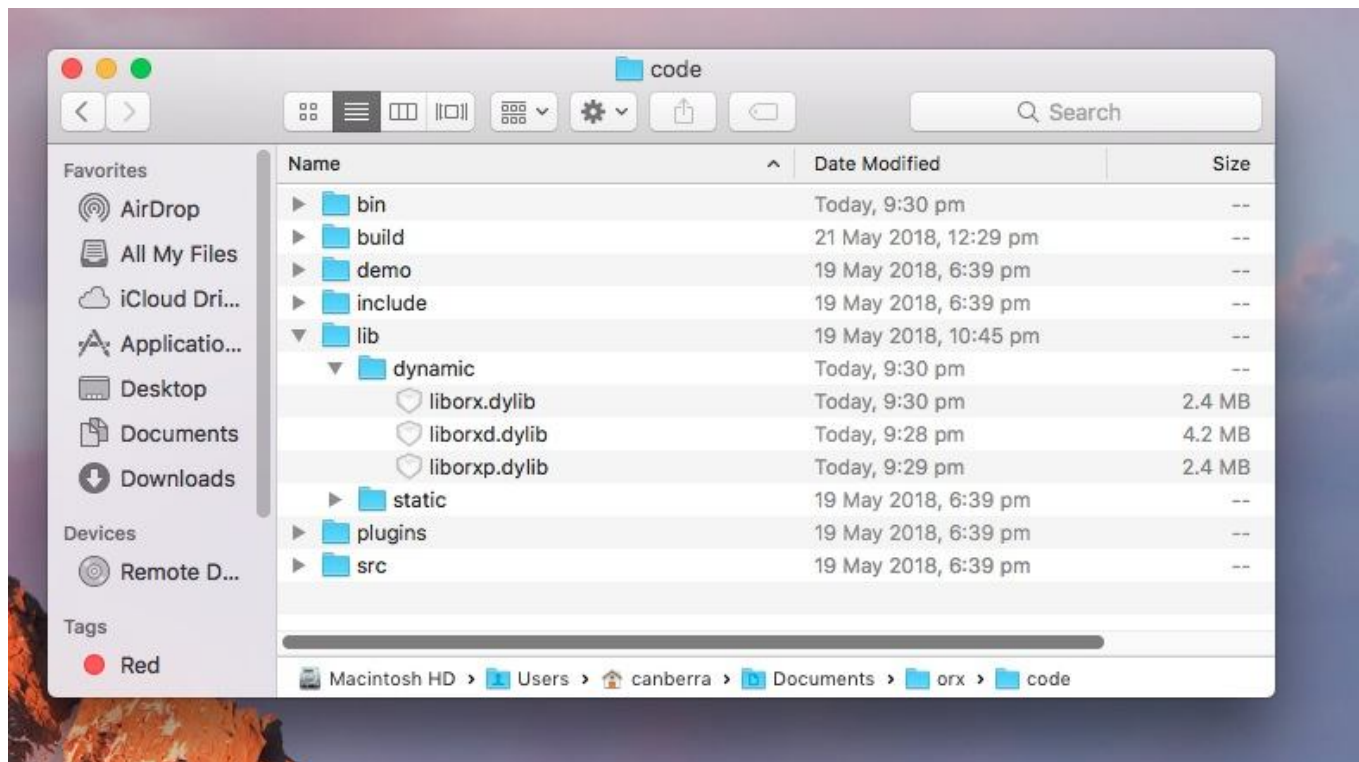 code
Search
Favorites
AirDrop
All My Files
iCloud Dri...
Applicatio...
Desktop
Documents
Downloads
Devices
Remote D...
Tags
Red
Name Date Modified Size
bin Today, 9:30 pm --
build 21 May 2018, 12:29 pm --
demo 19 May 2018, 6:39 pm --
include 19 May 2018, 6:39 pm --
lib 19 May 2018, 10:45 pm --
dynamic Today, 9:30 pm --
liborx.dylib Today, 9:30 pm 2.4 MB
liborxd.dylib Today, 9:28 pm 4.2 MB
liborxp.dylib Today, 9:29 pm 2.4 MB
static 19 May 2018, 6:39 pm --
plugins 19 May 2018, 6:39 pm --
src 19 May 2018, 6:39 pm --
Macintosh HD › Users › canberra › Documents › orx › code